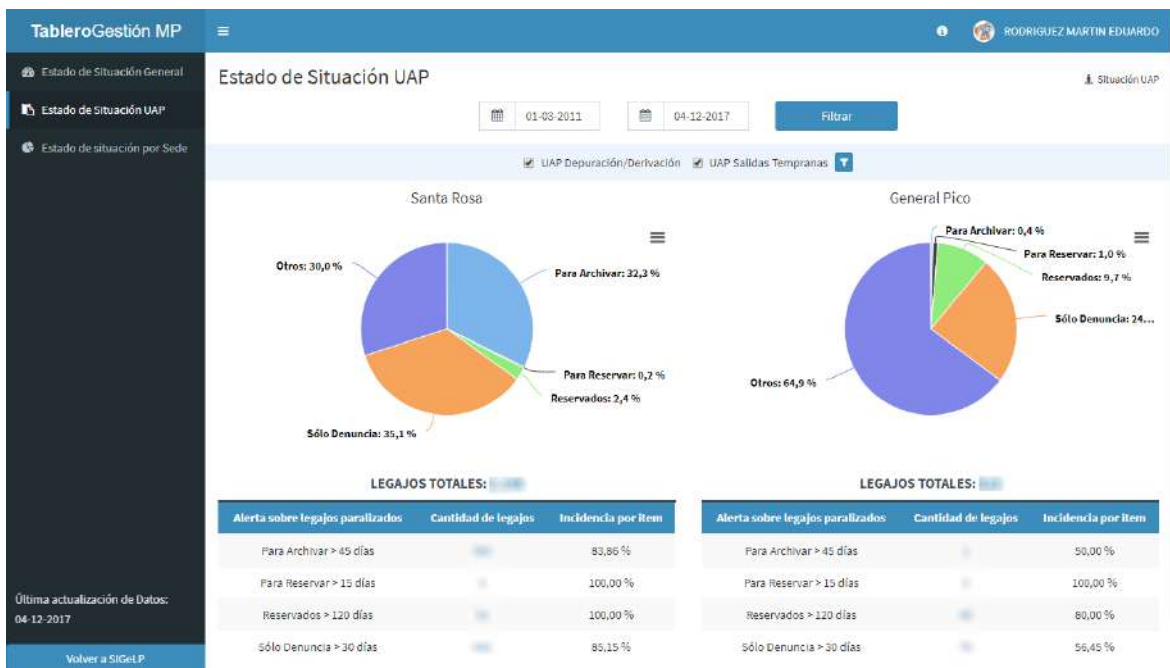 TableroGestión MP
RODRIGUEZ MARTIN EDUARDO
Estado de Situación General
Estado de Situación UAP
Estado de situación por Sede
Estado de Situación UAP
Situación UAP
01-03-2011
04-12-2017
Filtrar
UAP Depuración/Derivación
UAP Salidas Tempranas
Santa Rosa
Otros: 30,0 %
Para Archivar: 32,3 %
Para Reservar: 0,2 %
Reservados: 2,4 %
Sólo Denuncia: 35,1 %
General Pico
Para Archivar: 0,4 %
Para Reservar: 1,0 %
Reservados: 9,7 %
Sólo Denuncia: 24...
Otros: 64,9 %
LEGAJOS TOTALES:
Alerta sobre legajos paralizados Cantidad de legajos Incidencia por item
Para Archivar > 45 días 83,86 %
Para Reservar > 15 días 100,00 %
Reservados > 120 días 100,00 %
Sólo Denuncia > 30 días 85,15 %
LEGAJOS TOTALES:
Alerta sobre legajos paralizados Cantidad de legajos Incidencia por item
Para Archivar > 45 días 50,00 %
Para Reservar > 15 días 100,00 %
Reservados > 120 días 80,00 %
Sólo Denuncia > 30 días 56,45 %
Última actualización de Datos:
04-12-2017
Volver a SIGeLP